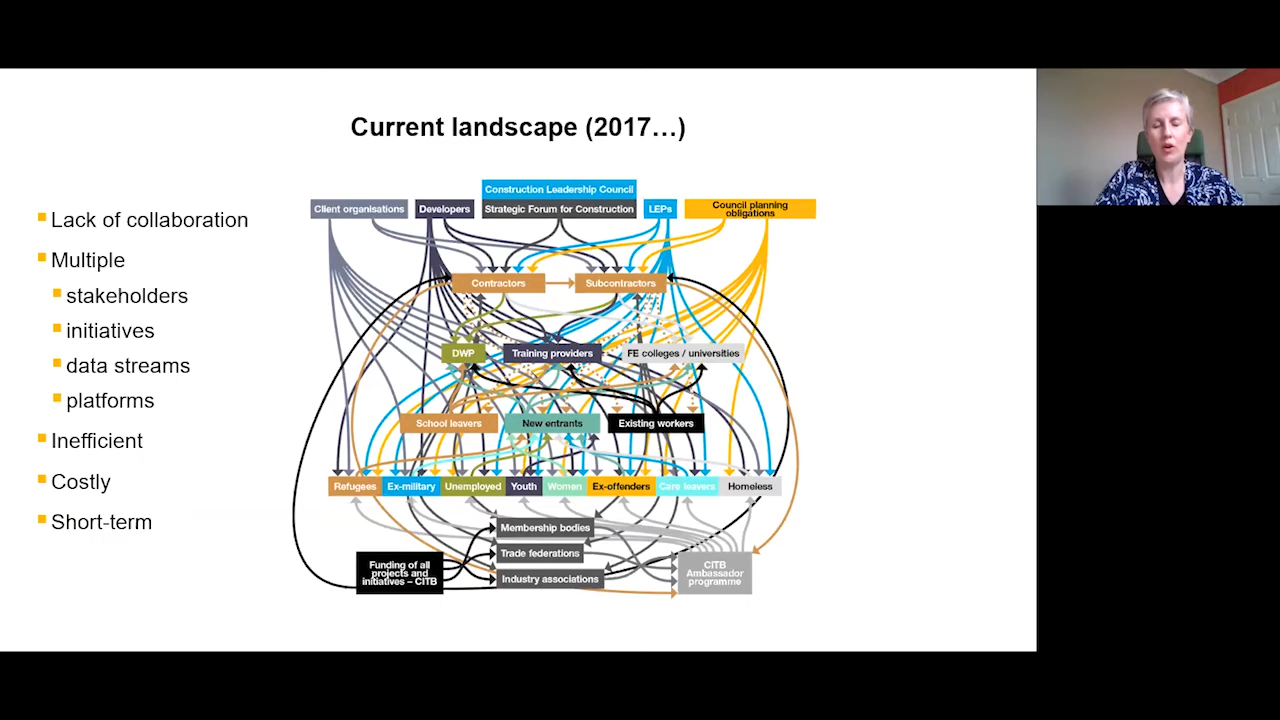 Current landscape (2017…)
Lack of collaboration
Multiple
stakeholders
initiatives
data streams
platforms
Inefficient
Costly
Short-term
Construction Leadership Council
Client organisations
Developers
Strategic Forum for Construction
LEPs
Council planning
obligations
Contractors
Subcontractors
DWP
Training providers
FE colleges / universities
School leavers
New entrants
Existing workers
Refugees
Ex-military
Unemployed
Youth
Women
Ex-offenders
Care leavers
Homeless
Membership bodies
Trade federations
Industry associations
Funding of all
projects and
initiatives – CITB
CITB
Ambassador
programme